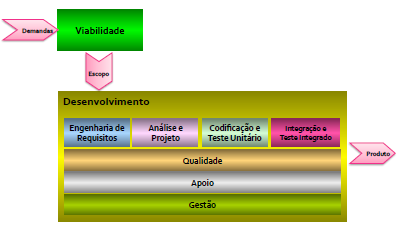 Demandas
Viabilidade
Escopo
Desenvolvimento
Engenharia de
Requisitos
Análise e
Projeto
Codificação e
Teste Unitário
Integração e
Teste Integrado
Produto
Qualidade
Apoio
Gestão